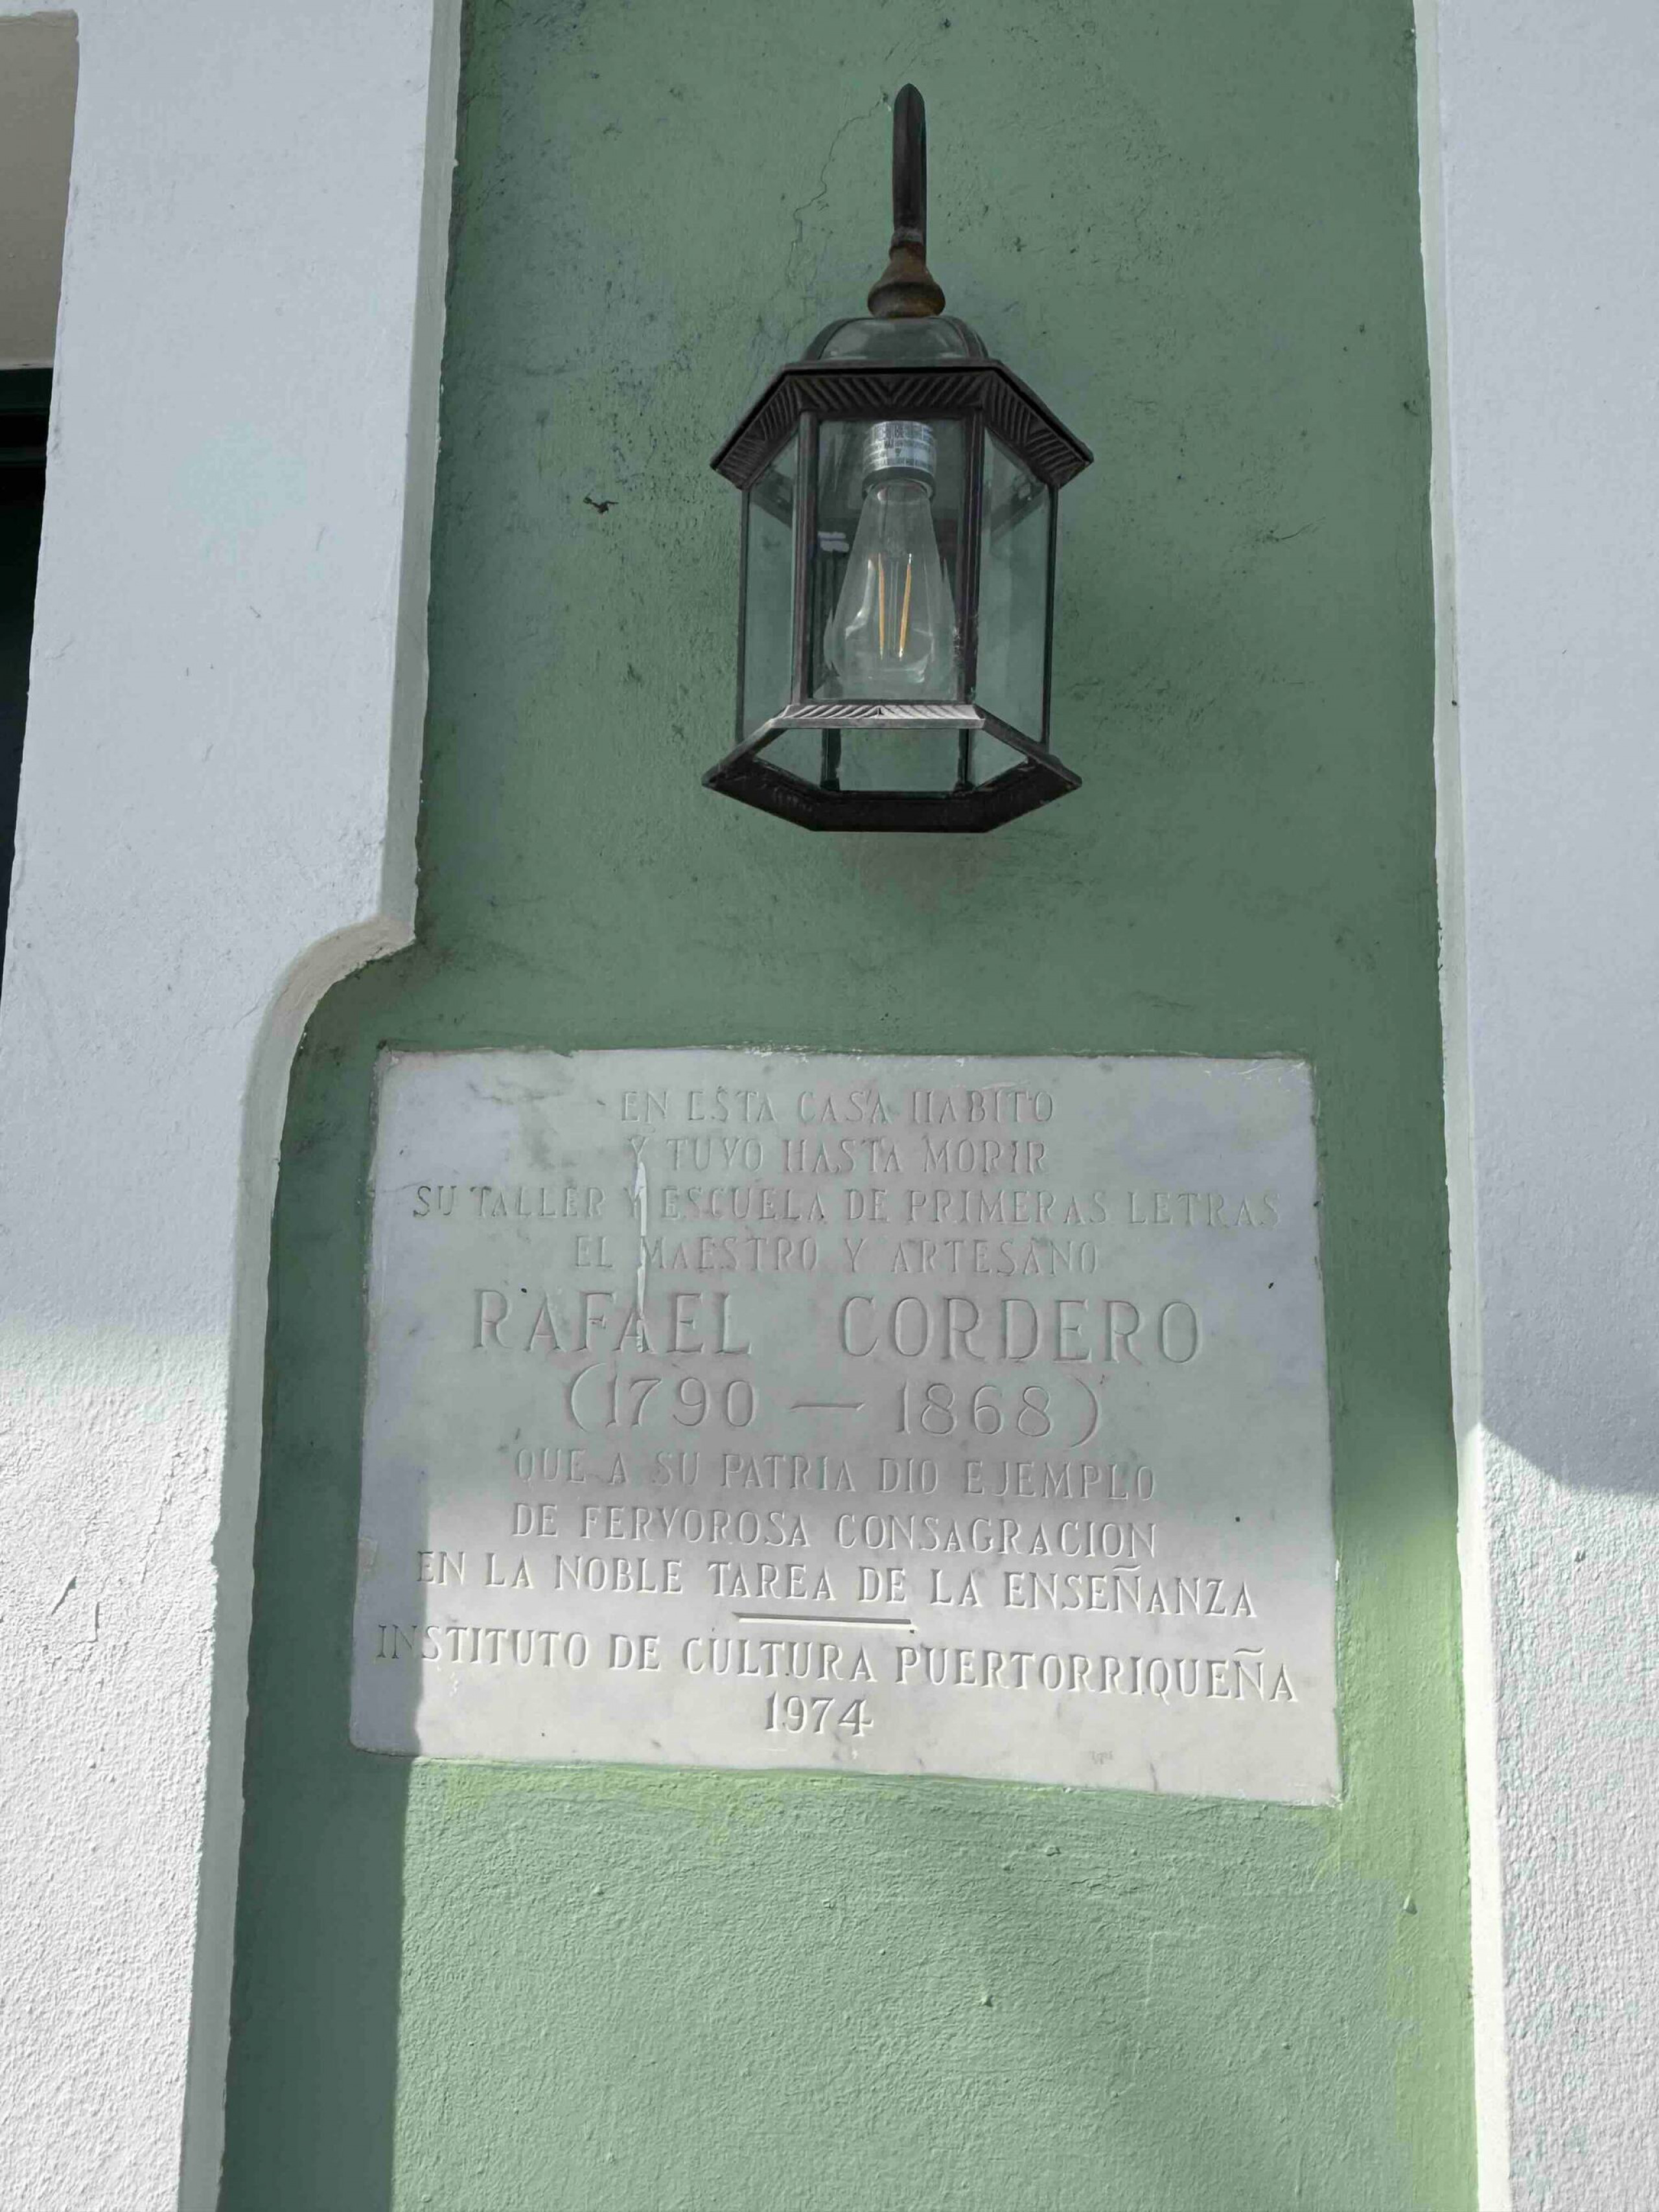 EN ESTA CASA HABITO
Y TUVO HASTA MORIR
SU TALLER Y ESCUELA DE PRIMERAS LETRAS
EL MAESTRO Y ARTESANO
RAFAEL CORDERO
(1790 — 1868)
QUE A SU PATRIA DIO EJEMPLO
DE FERVOROSA CONSAGRACION
EN LA NOBLE TAREA DE LA ENSEÑANZA
INSTITUTO DE CULTURA PUERTORRIQUEÑA
1974